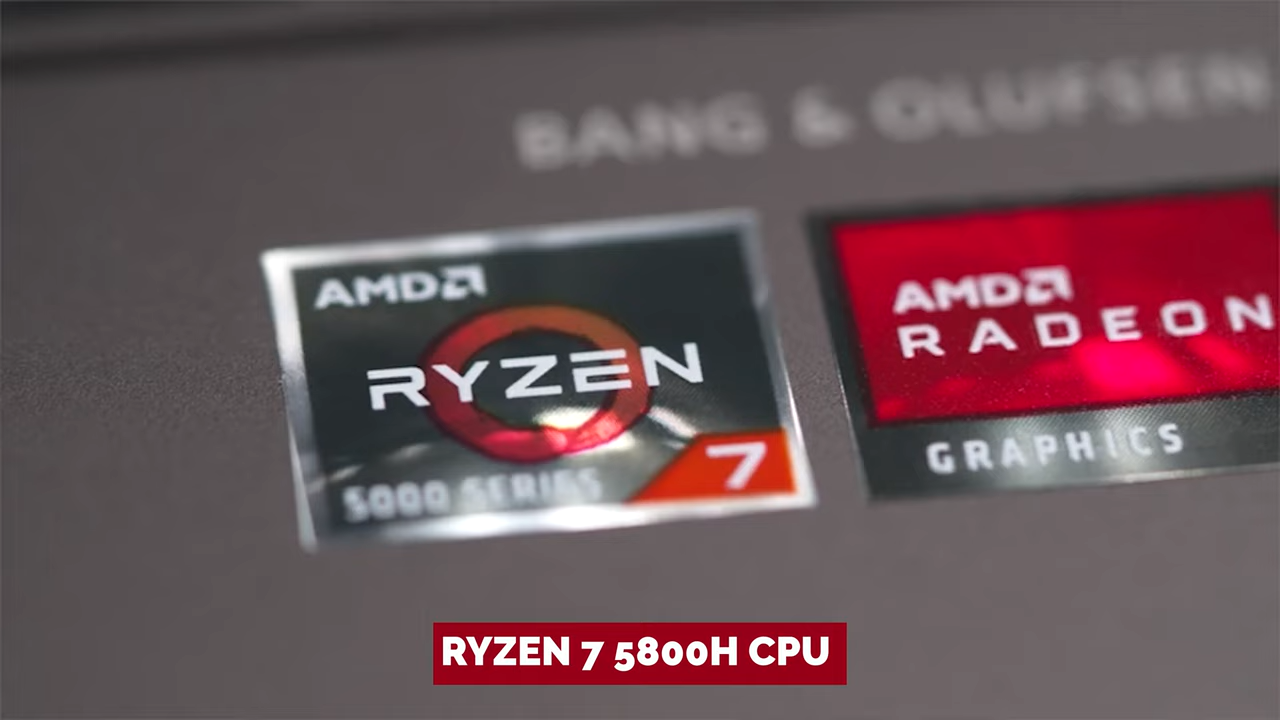 BANG & OLUFSEN
AMD
RYZEN
5000 SERIES
7
AMD
RADEON
GRAPHICS
RYZEN 7 5800H CPU